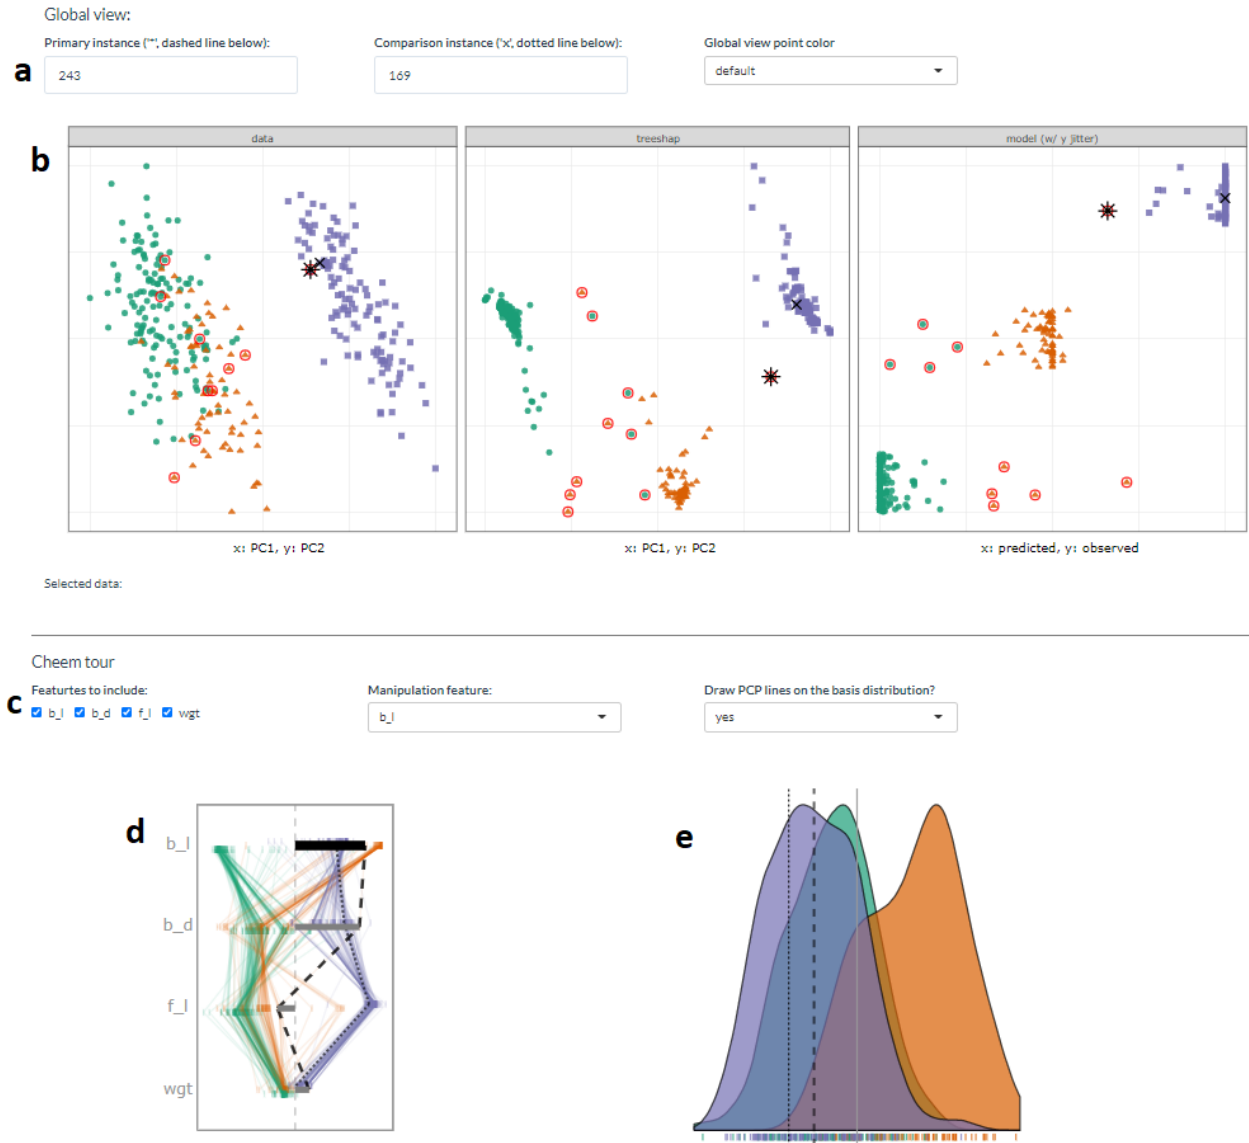 Global view:
Primary instance ('*', dashed line below):
Comparison instance ('x', dotted line below):
Global view point color
a
243
169
default
b
data
treeshap
model (w/ y jitter)
x: PC1, y: PC2
x: PC1, y: PC2
x: predicted, y: observed
Selected data:
Cheem tour
Featurtes to include:
Manipulation feature:
Draw PCP lines on the basis distribution?
c
b_l
b_d
f_l
wgt
b_l
yes
d
e
b_l
b_d
f_l
wgt